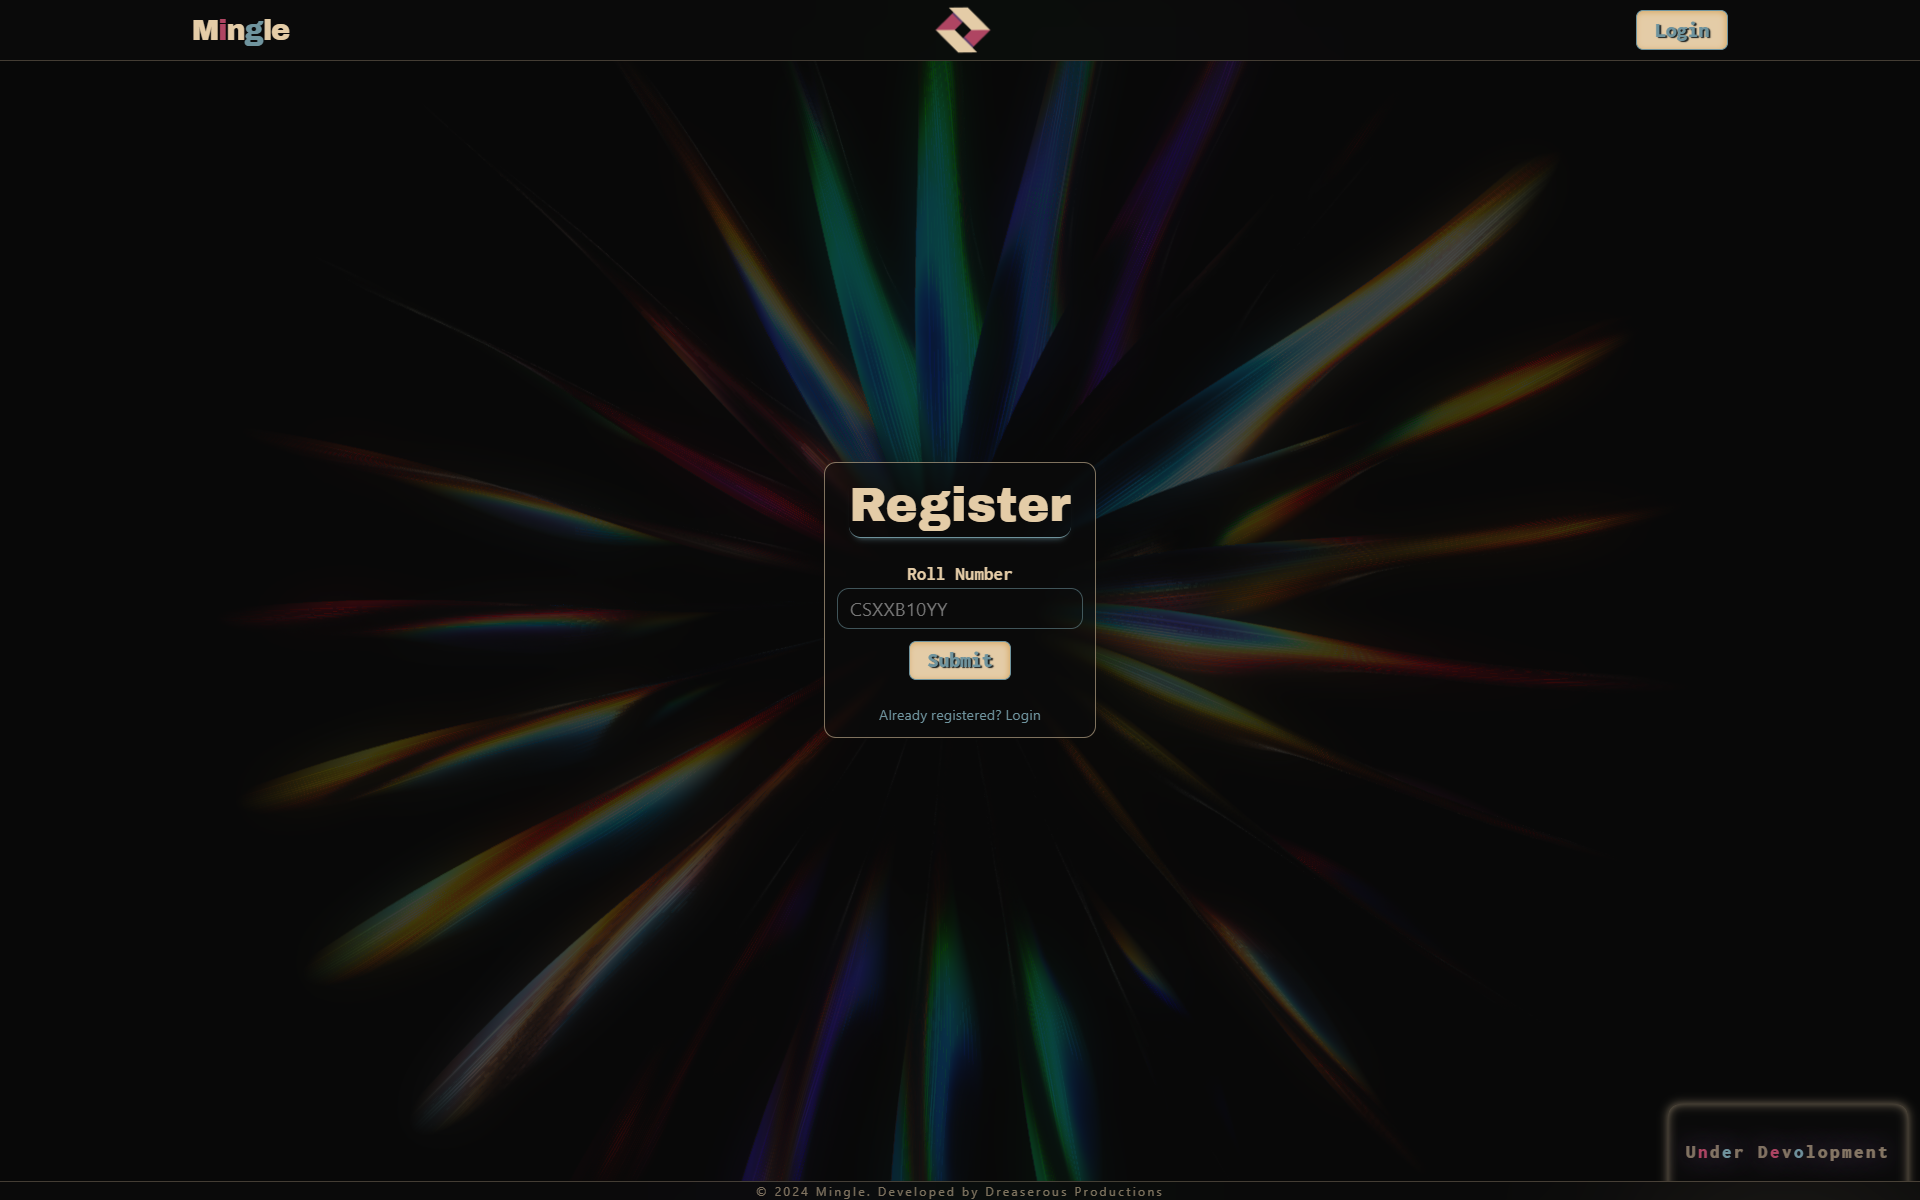 Mingle
Login
Register
Roll Number
CSXXB10YY
Submit
Already registered? Login
Under Devolopment
© 2024 Mingle. Developed by Dreaserous Productions